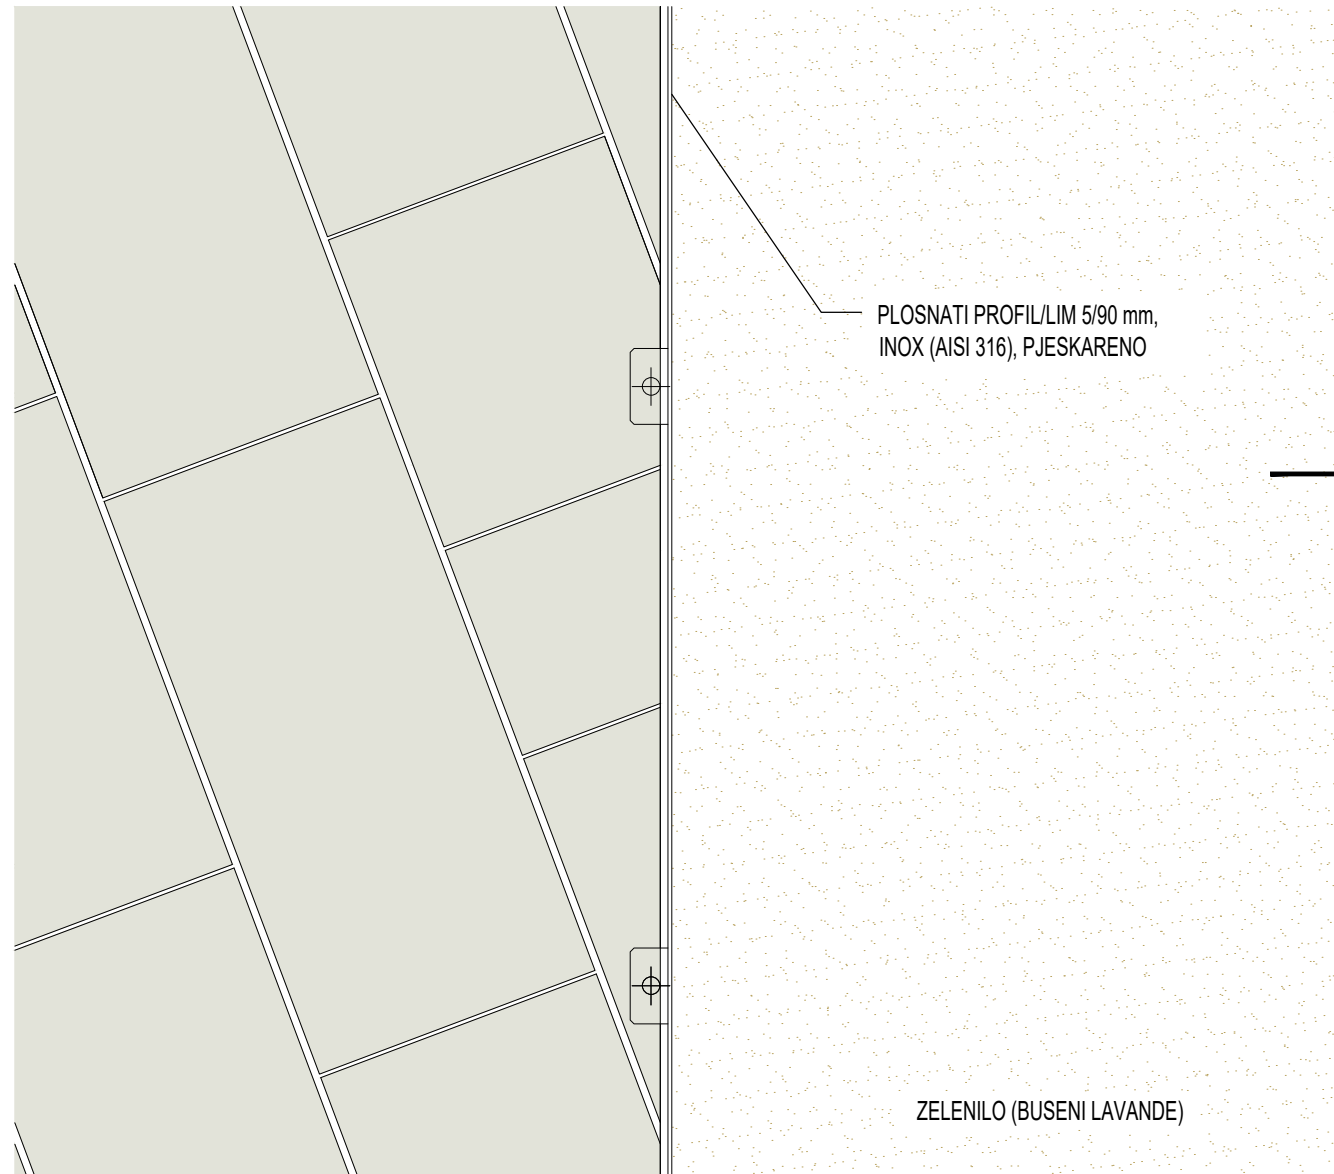 PLOSNATI PROFIL/LIM 5/90 mm,
INOX (AISI 316), PJESKARENO
ZELENILO (BUSENI LAVANDE)